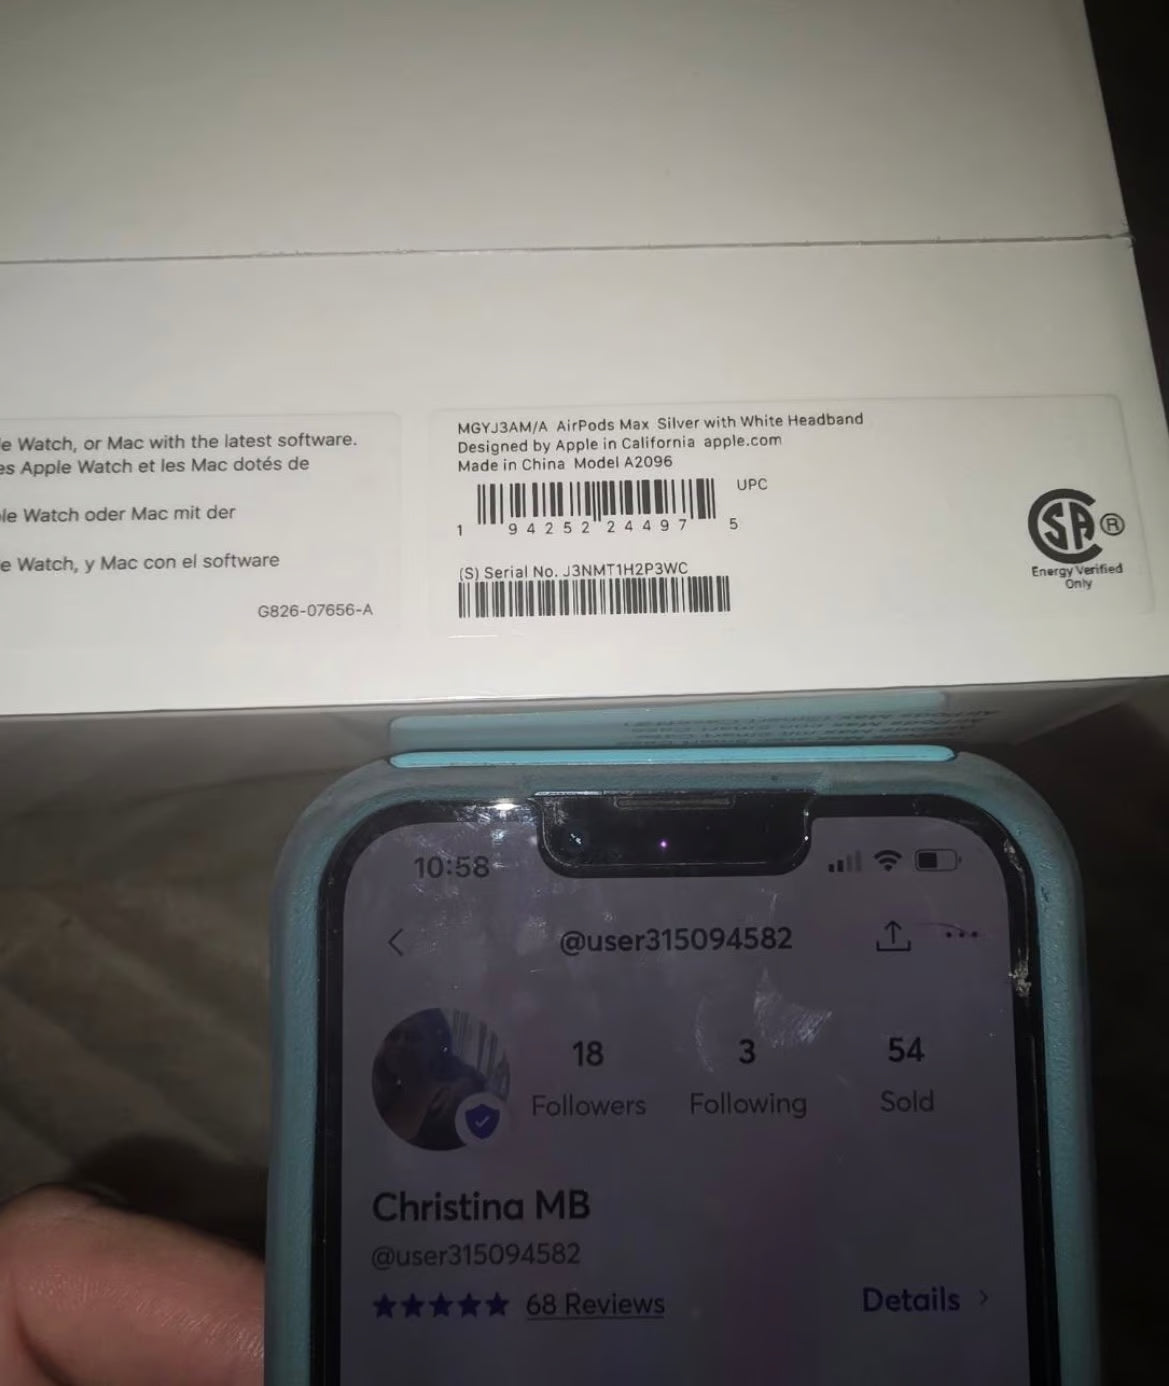 e Watch, or Mac with the latest software.
es Apple Watch et les Mac dotés de
le Watch oder Mac mit der
e Watch, y Mac con el software
G826-07656-A
MGYJ3AM/A AirPods Max Silver with White Headband
Designed by Apple in California apple.com
Made in China Model A2096
UPC
1 94252 24497 5
(S) Serial No. J3NMT1H2P3WC
SA®
Energy Verified
Only
10:58
@user315094582
18
Followers
3
Following
54
Sold
Christina MB
@user315094582
68 Reviews
Details